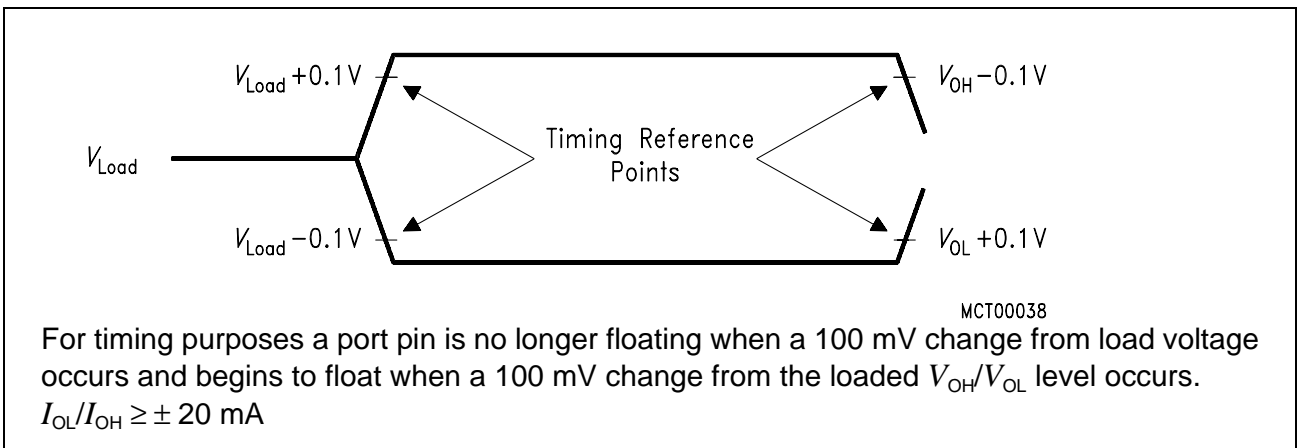 V_Load +0.1V
V_OH −0.1V
V_Load
Timing Reference
Points
V_Load −0.1V
V_OL +0.1V
MCT00038
For timing purposes a port pin is no longer floating when a 100 mV change from load voltage
occurs and begins to float when a 100 mV change from the loaded V_OH/V_OL level occurs.
I_OL/I_OH ≥ ± 20 mA